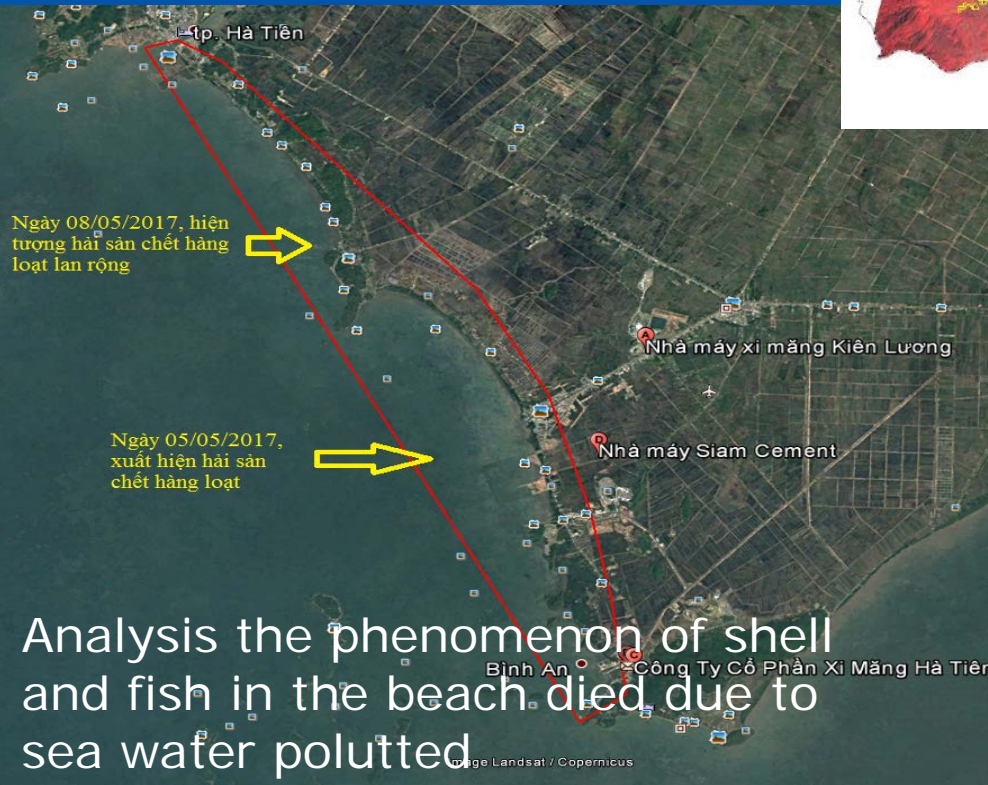 tp. Hà Tiên
Ngày 08/05/2017, hiện
tượng hải sản chết hàng
loạt lan rộng
A
Nhà máy xi măng Kiên Lương
Ngày 05/05/2017,
xuất hiện hải sản
chết hàng loạt
D
Nhà máy Siam Cement
Analysis the phenomenon of shell
Bình An
C
Công Ty Cổ Phần Xi Măng Hà Tiên
and fish in the beach died due to
sea water polutted
Image Landsat / Copernicus